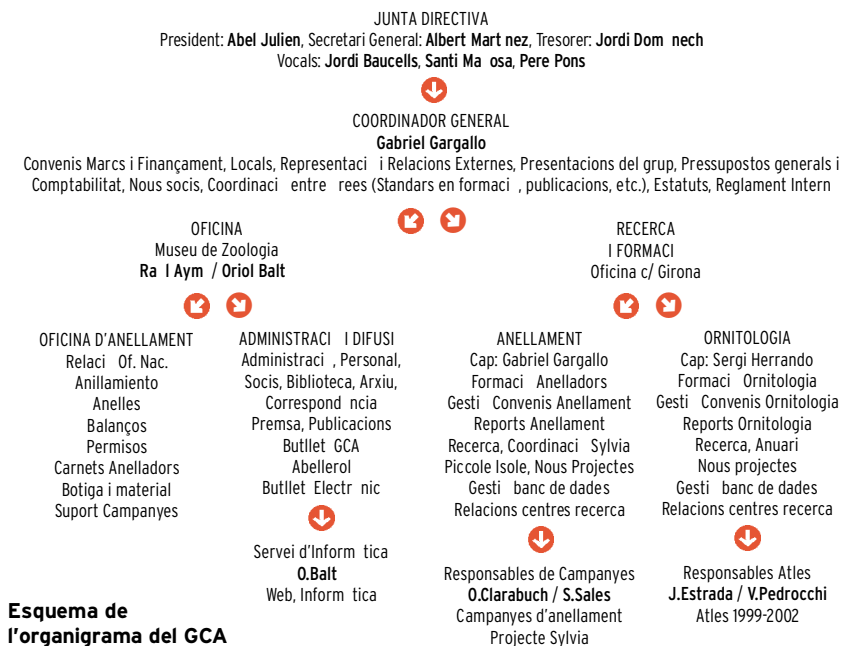 JUNTA DIRECTIVA
President: Abel Julien, Secretari General: Albert Mart nez, Tresorer: Jordi Dom nech
Vocals: Jordi Baucells, Santi Ma osa, Pere Pons
COORDINADOR GENERAL
Gabriel Gargallo
Convenis Marcs i Finançament, Locals, Representaci i Relacions Externes, Presentacions del grup, Pressupostos generals i
Comptabilitat, Nous socis, Coordinaci entre rees (Standars en formaci , publicacions, etc.), Estatuts, Reglament Intern
OFICINA
Museu de Zoologia
Ra l Aym / Oriol Balt
RECERCA
I FORMACI
Oficina c/ Girona
OFICINA D'ANELLAMENT
Relaci Of. Nac.
Anillamiento
Anelles
Balanços
Permisos
Carnets Anelladors
Botiga i material
Suport Campanyes
ADMINISTRACI I DIFUSI
Administraci , Personal,
Socis, Biblioteca, Arxiu,
Correspond ncia
Premsa, Publicacions
Butllet GCA
Abellerol
Butllet Electr nic
Servei d'Inform tica
O.Balt
Web, Inform tica
ANELLAMENT
Cap: Gabriel Gargallo
Formaci Anelladors
Gesti Convenis Anellament
Reports Anellament
Recerca, Coordinaci Sylvia
Piccole Isole, Nous Projectes
Gesti banc de dades
Relacions centres recerca
Responsables de Campanyes
O.Clarabuch / S.Sales
Campanyes d'anellament
Projecte Sylvia
ORNITOLOGIA
Cap: Sergi Herrando
Formaci Ornitologia
Gesti Convenis Ornitologia
Reports Ornitologia
Recerca, Anuari
Nous projectes
Gesti banc de dades
Relacions centres recerca
Responsables Atles
J.Estrada / V.Pedrocchi
Atles 1999-2002
Esquema de
l'organigrama del GCA